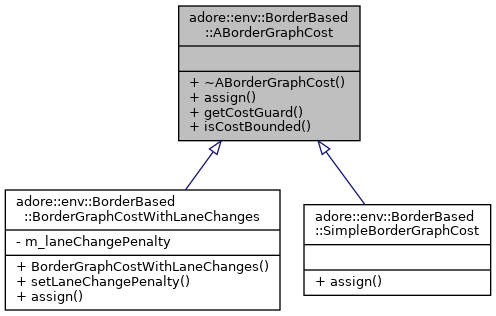 adore::env::BorderBased
::ABorderGraphCost
+ ~ABorderGraphCost()
+ assign()
+ getCostGuard()
+ isCostBounded()
adore::env::BorderBased
::BorderGraphCostWithLaneChanges
- m_laneChangePenalty
+ BorderGraphCostWithLaneChanges()
+ setLaneChangePenalty()
+ assign()
adore::env::BorderBased
::SimpleBorderGraphCost
+ assign()